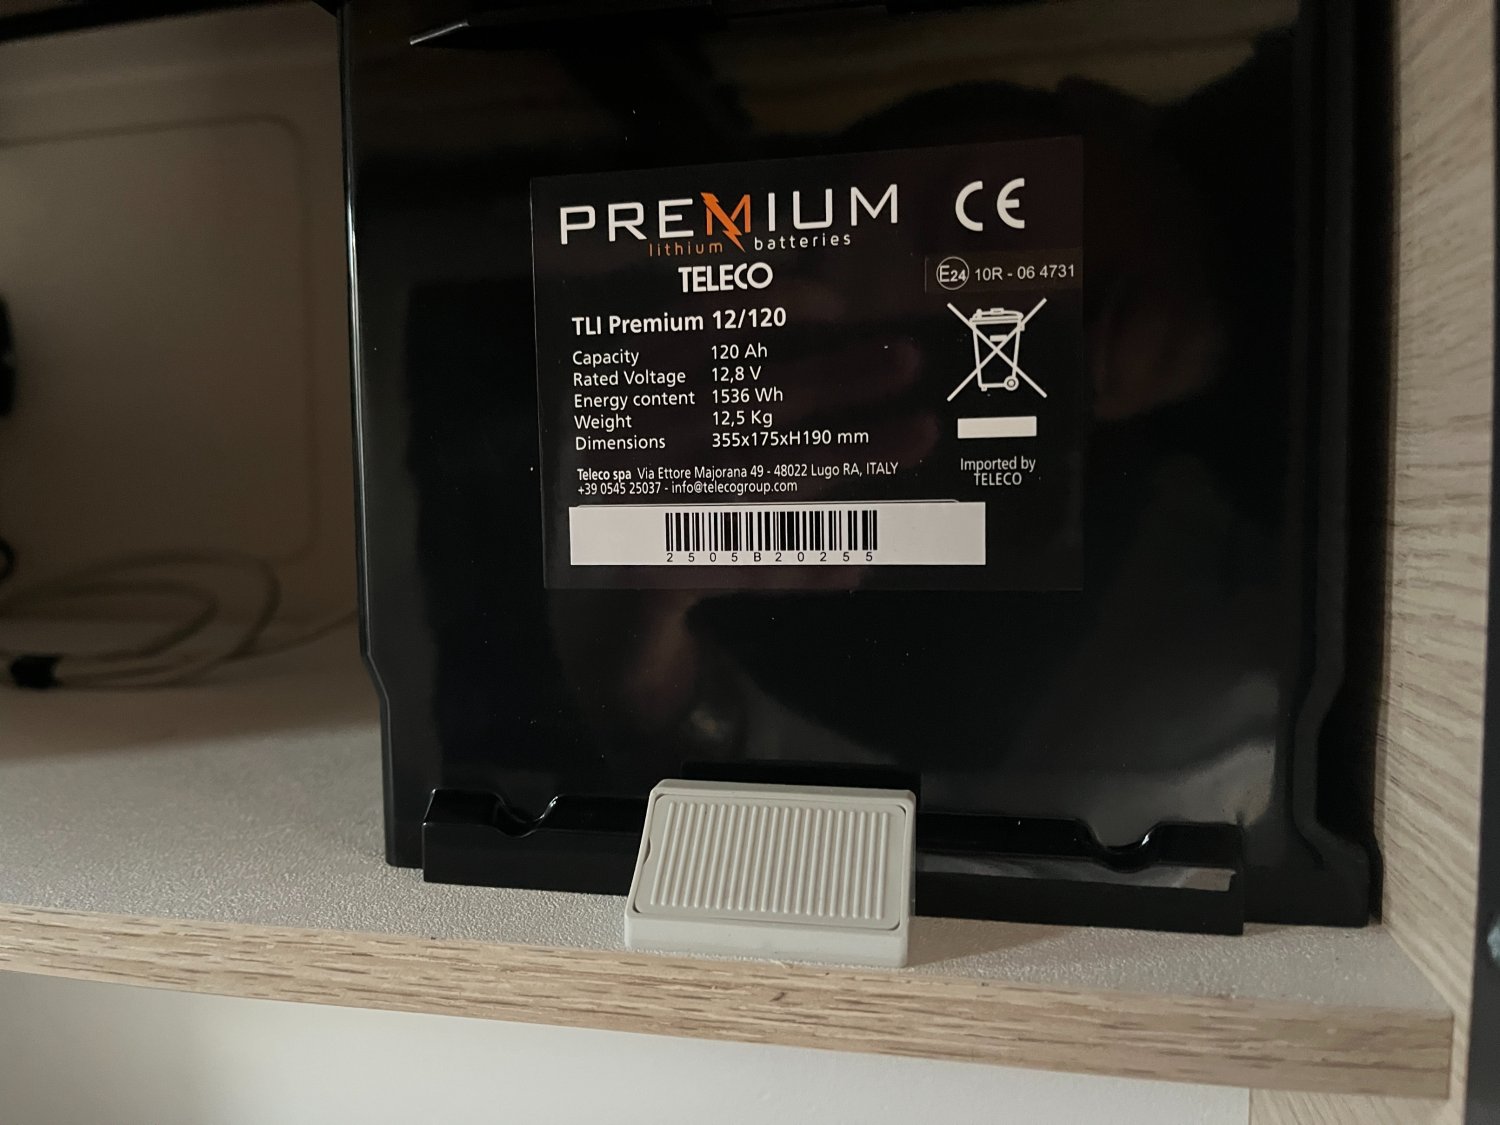 PREMIUM
lithium batteries
TELECO
CE
E24 10R - 06 4731
TLI Premium 12/120
Capacity 120 Ah
Rated Voltage 12,8 V
Energy content 1536 Wh
Weight 12,5 Kg
Dimensions 355x175xH190 mm
Teleco spa Via Ettore Majorana 49 - 48022 Lugo RA, ITALY
+39 0545 25037 - info@telecogroup.com
Imported by
TELECO
2505B20255